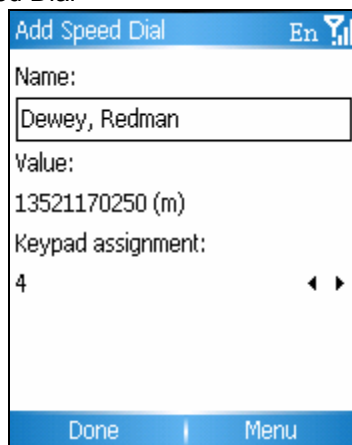 Add Speed Dial En
Name:
Dewey, Redman
Value:
13521170250 (m)
Keypad assignment:
4
Done Menu